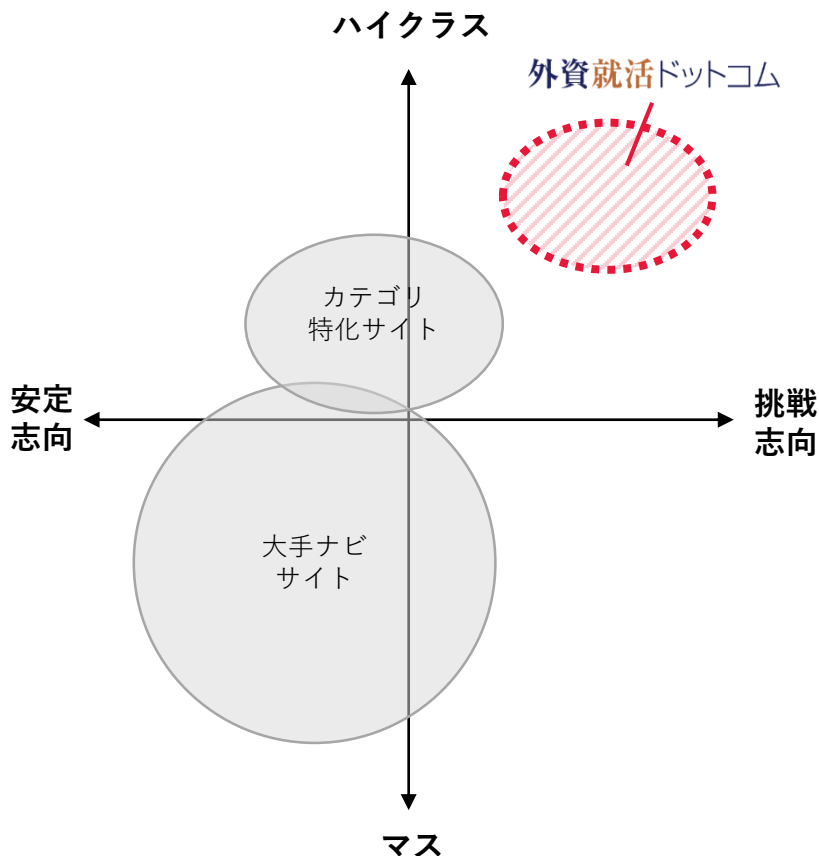 ハイクラス
外資就活ドットコム
カテゴリ
特化サイト
安定
志向
挑戦
志向
大手ナビ
サイト
マス